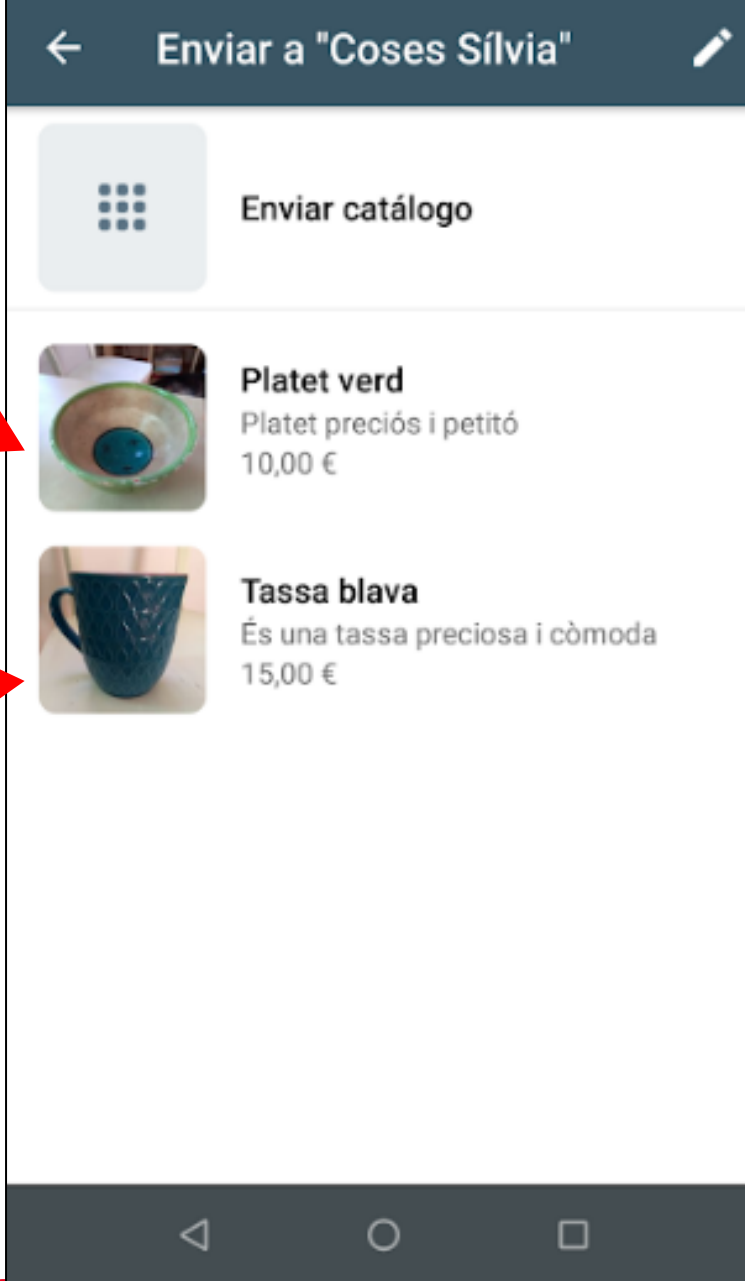 Enviar a "Coses Sílvia"
Enviar catálogo
Platet verd
Platet preciós i petitó
10,00 €
Tassa blava
És una tassa preciosa i còmoda
15,00 €